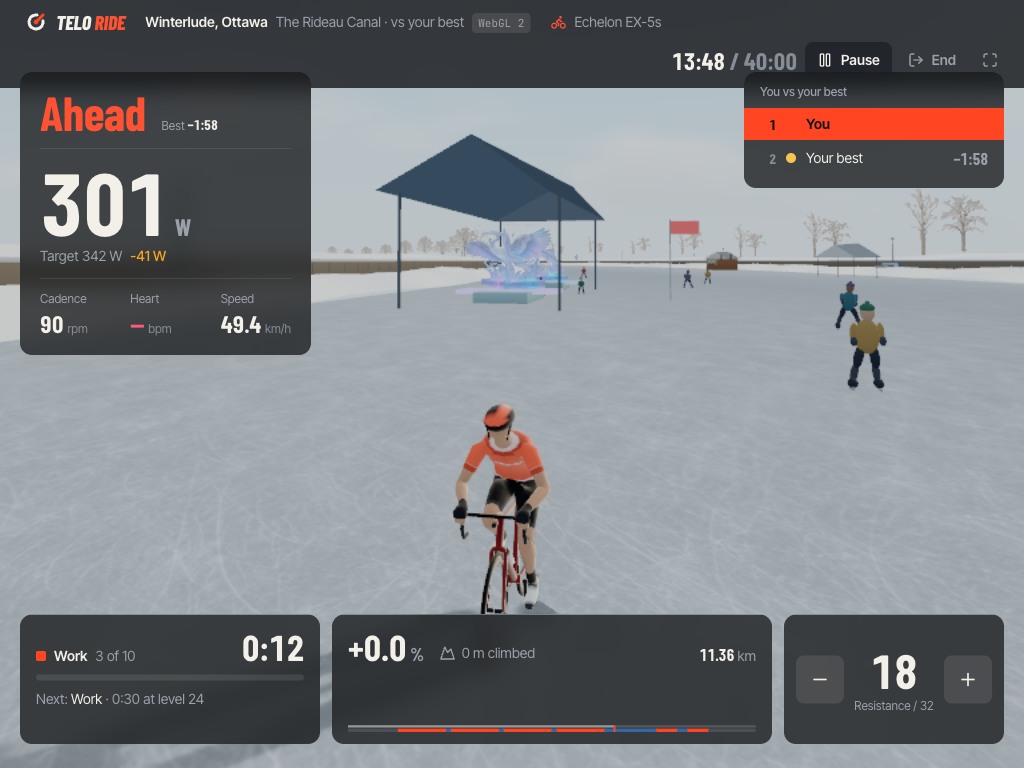 TELO RIDE Winterlude, Ottawa The Rideau Canal · vs your best WebGL 2 Echelon EX-5s
13:48 / 40:00 Pause End
Ahead Best −1:58
301 W
Target 342 W -41 W
Cadence Heart Speed
90 rpm – bpm 49.4 km/h
You vs your best
1 You
2 Your best −1:58
Work 3 of 10 0:12
Next: Work · 0:30 at level 24
+0.0 % 0 m climbed 11.36 km
− 18 +
Resistance / 32